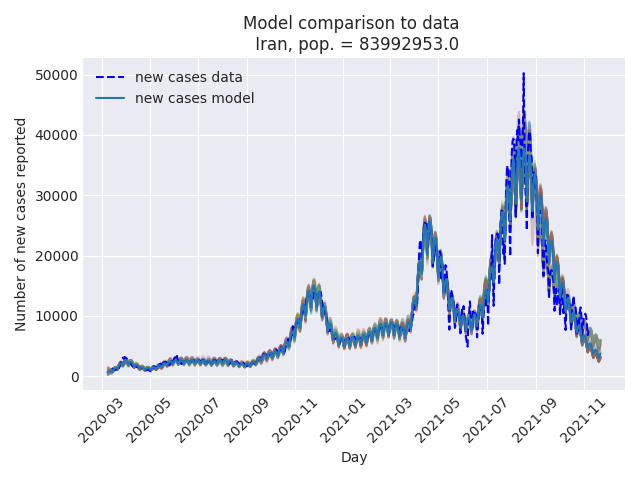 Model comparison to data
Iran, pop. = 83992953.0
new cases data
new cases model
Number of new cases reported
50000
40000
30000
20000
10000
0
2020-03
2020-05
2020-07
2020-09
2020-11
2021-01
2021-03
2021-05
2021-07
2021-09
2021-11
Day